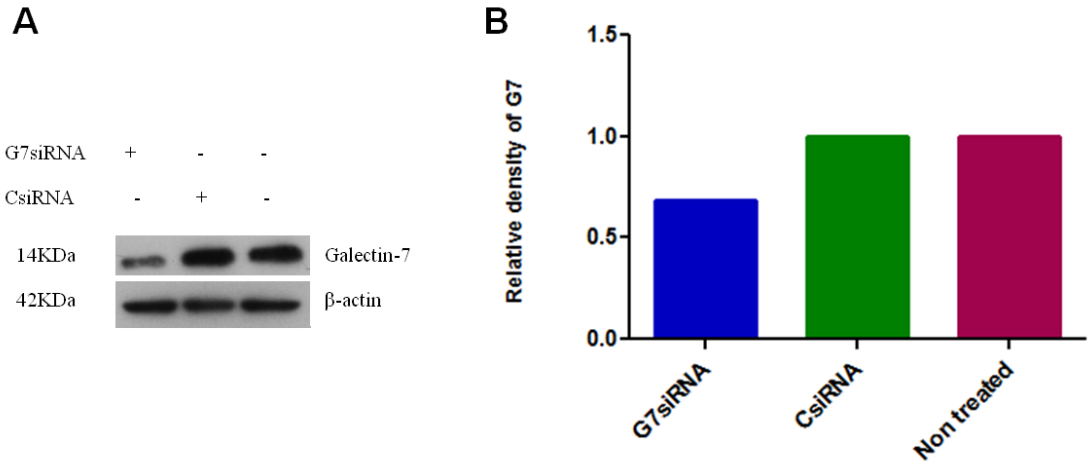 A
G7siRNA + - -
CsiRNA - + -
14KDa Galectin-7
42KDa β-actin
B
Relative density of G7
1.5
1.0
0.5
0.0
G7siRNA
CsiRNA
Non treated